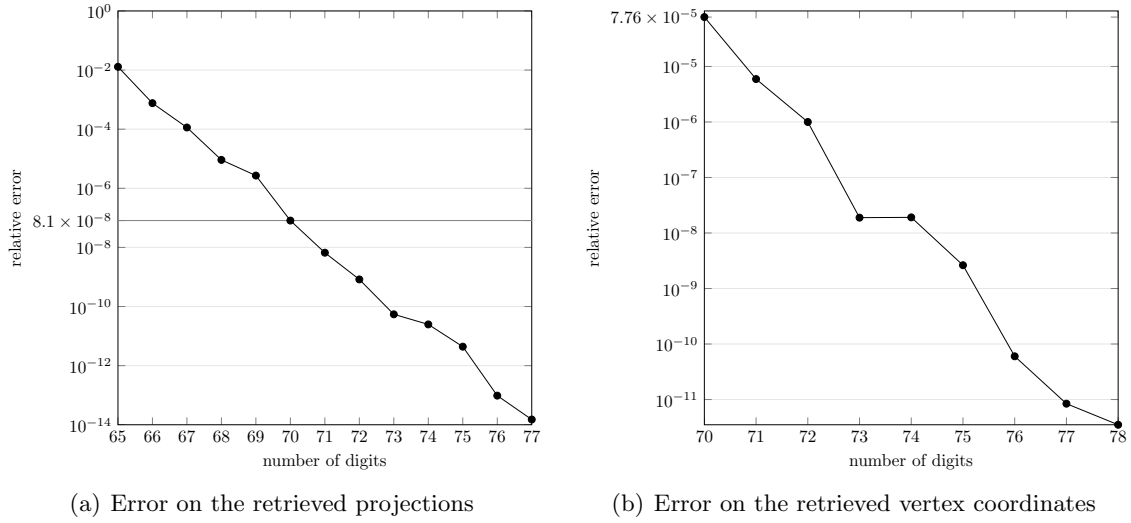 10^0
10^{-2}
10^{-4}
10^{-6}
8.1 × 10^{-8}
10^{-8}
10^{-10}
10^{-12}
10^{-14}
relative error
65 66 67 68 69 70 71 72 73 74 75 76 77
number of digits
(a) Error on the retrieved projections
7.76 × 10^{-5}
10^{-5}
10^{-6}
10^{-7}
10^{-8}
10^{-9}
10^{-10}
10^{-11}
relative error
70 71 72 73 74 75 76 77 78
number of digits
(b) Error on the retrieved vertex coordinates